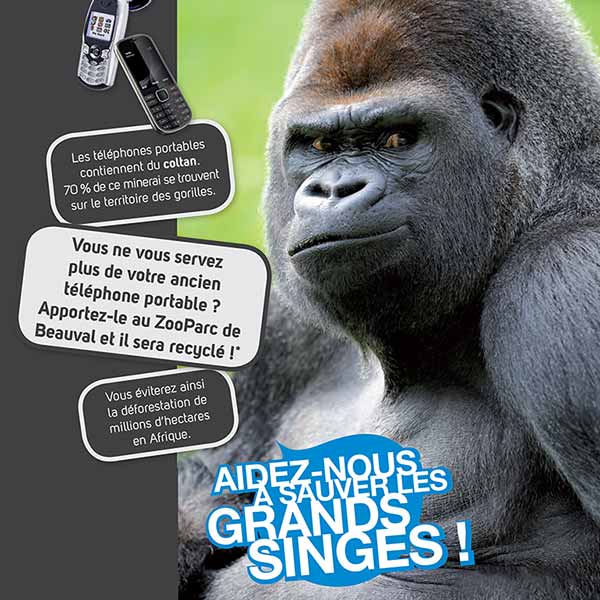 Les téléphones portables
contiennent du coltan.
70 % de ce minerai se trouvent
sur le territoire des gorilles.
Vous ne vous servez
plus de votre ancien
téléphone portable ?
Apportez-le au ZooParc de
Beauval et il sera recyclé !*
Vous éviterez ainsi
la déforestation de
millions d'hectares
en Afrique.
AIDEZ-NOUS
À SAUVER LES
GRANDS
SINGES !